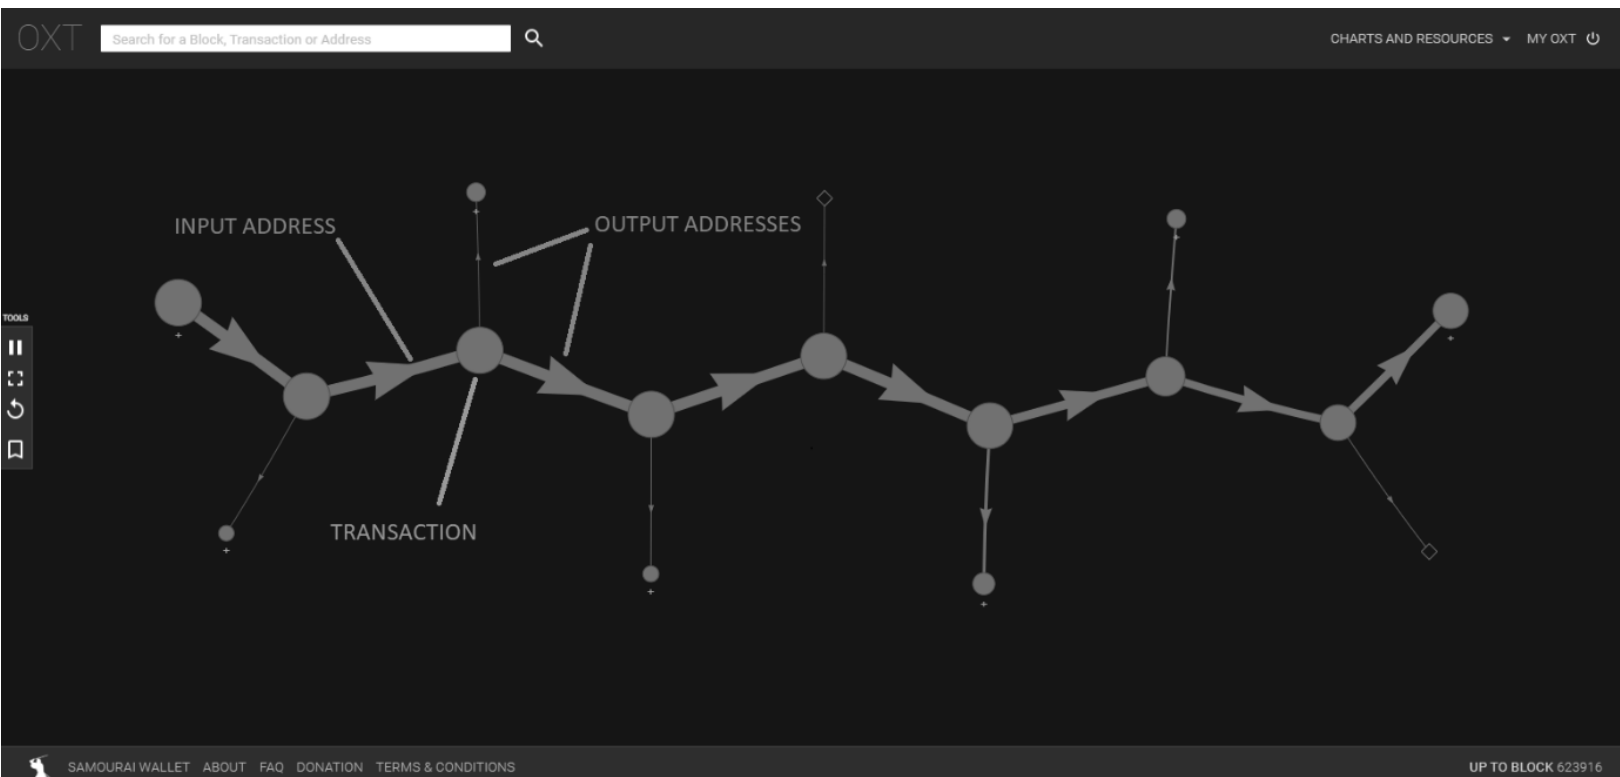 OXT
Search for a Block, Transaction or Address
CHARTS AND RESOURCES
MY OXT
INPUT ADDRESS
OUTPUT ADDRESSES
TOOLS
TRANSACTION
SAMOURAI WALLET ABOUT FAQ DONATION TERMS & CONDITIONS
UP TO BLOCK 623916